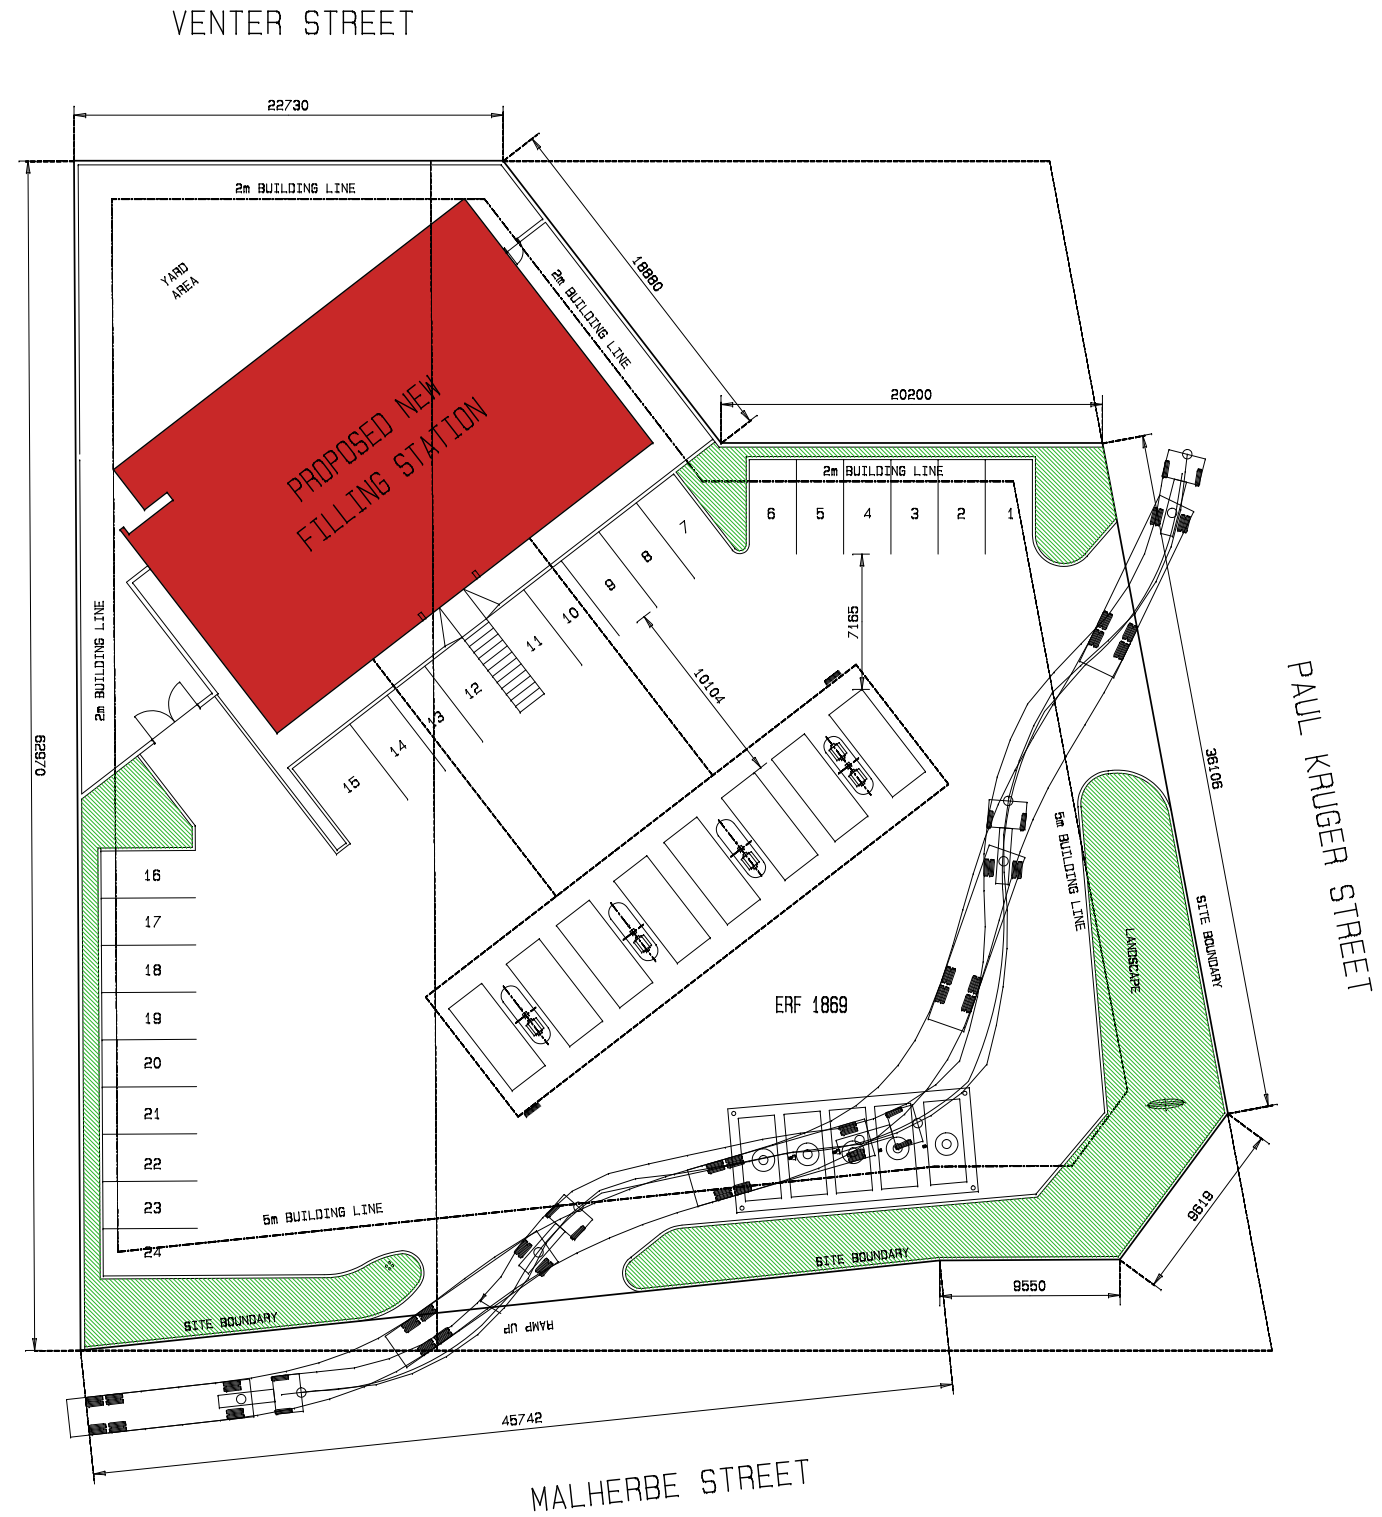 VENTER STREET
22730
2m BUILDING LINE
YARD
AREA
18880
2m BUILDING LINE
20200
2m BUILDING LINE
PROPOSED NEW
FILLING STATION
6
5
4
3
2
1
7
8
9
10
11
12
13
14
15
7165
10104
2m BUILDING LINE
62970
36106
PAUL KRUGER STREET
5m BUILDING LINE
SITE BOUNDARY
LANDSCAPE
16
17
18
19
20
21
22
23
24
ERF 1869
5m BUILDING LINE
9619
SITE BOUNDARY
9550
SITE BOUNDARY
RAMP UP
45742
MALHERBE STREET